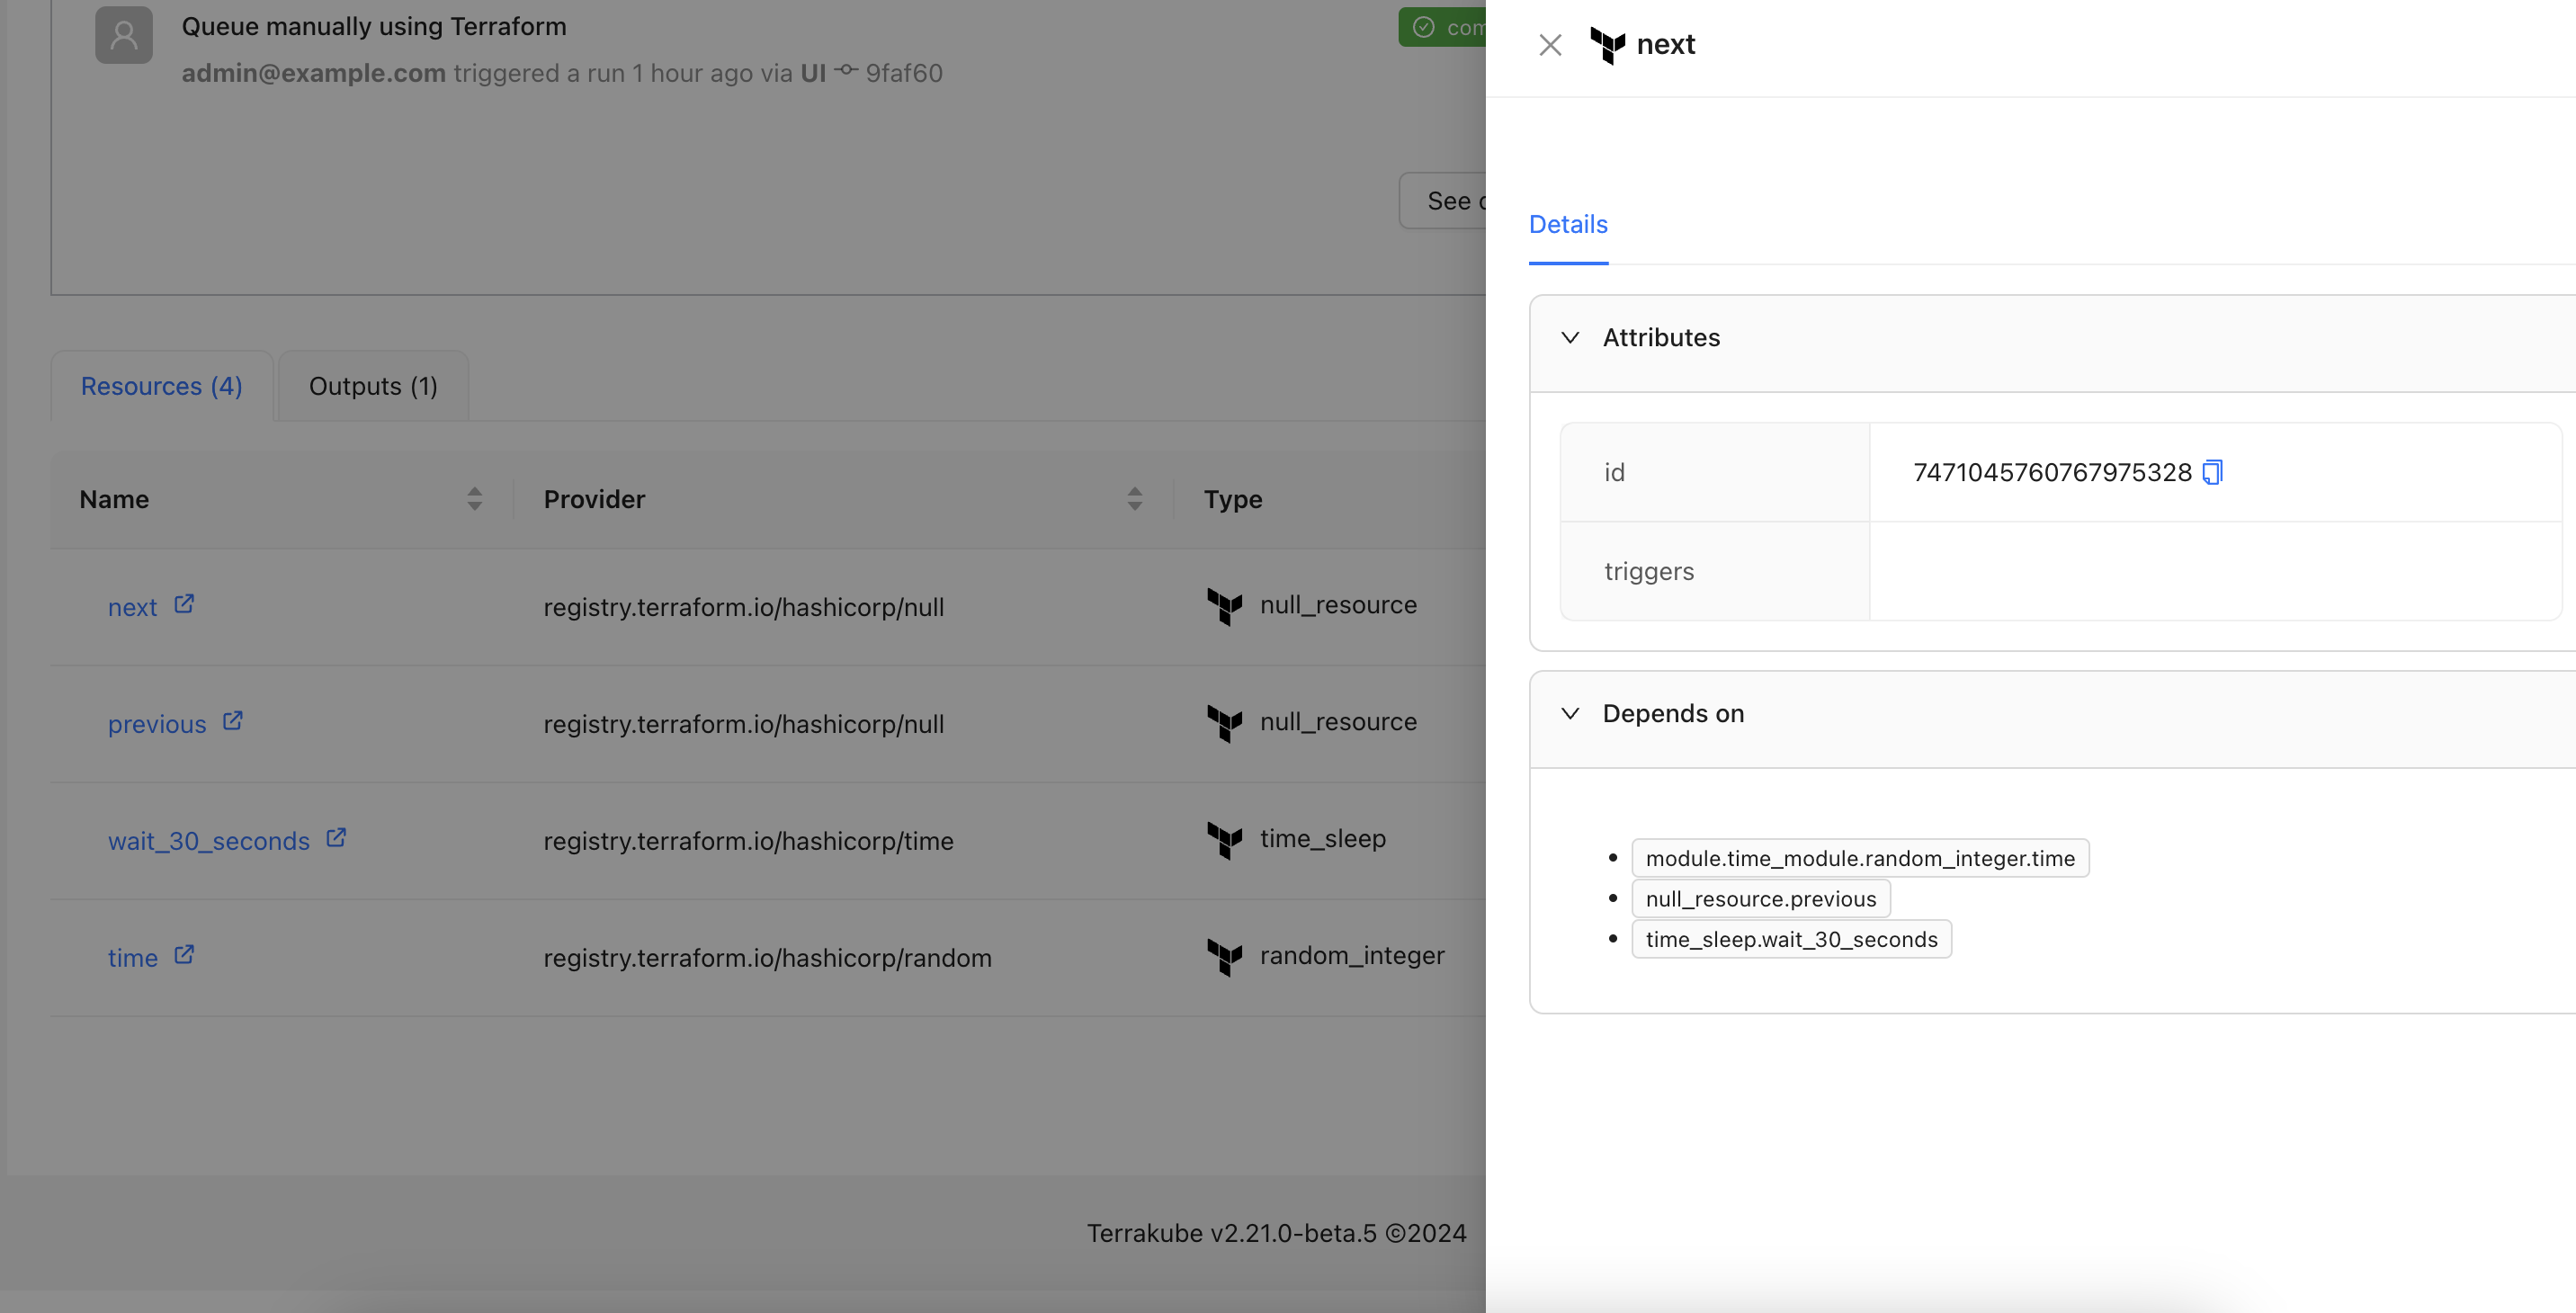 Queue manually using Terraform
admin@example.com triggered a run 1 hour ago via UI 9faf60
com
See
Resources (4)
Outputs (1)
Name
Provider
Type
next
registry.terraform.io/hashicorp/null
null_resource
previous
registry.terraform.io/hashicorp/null
null_resource
wait_30_seconds
registry.terraform.io/hashicorp/time
time_sleep
time
registry.terraform.io/hashicorp/random
random_integer
Terrakube v2.21.0-beta.5 ©2024
next
Details
Attributes
id
7471045760767975328
triggers
Depends on
module.time_module.random_integer.time
null_resource.previous
time_sleep.wait_30_seconds